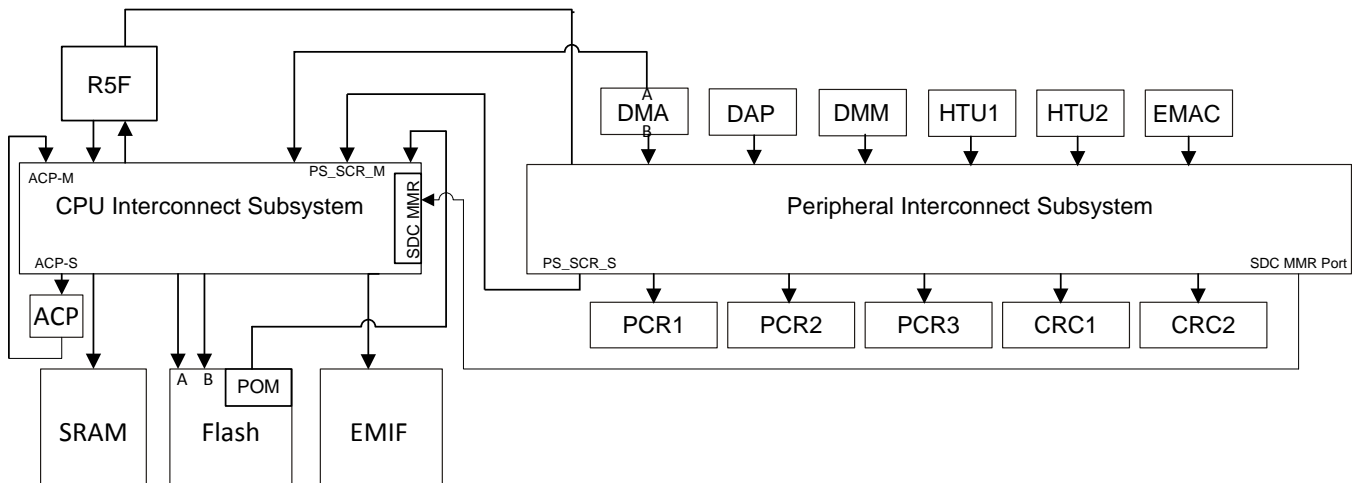 R5F
A
DMA
B
DAP
DMM
HTU1
HTU2
EMAC
ACP-M
PS_SCR_M
CPU Interconnect Subsystem
SDC MMR
ACP-S
Peripheral Interconnect Subsystem
PS_SCR_S
SDC MMR Port
ACP
PCR1
PCR2
PCR3
CRC1
CRC2
A
B
POM
SRAM
Flash
EMIF